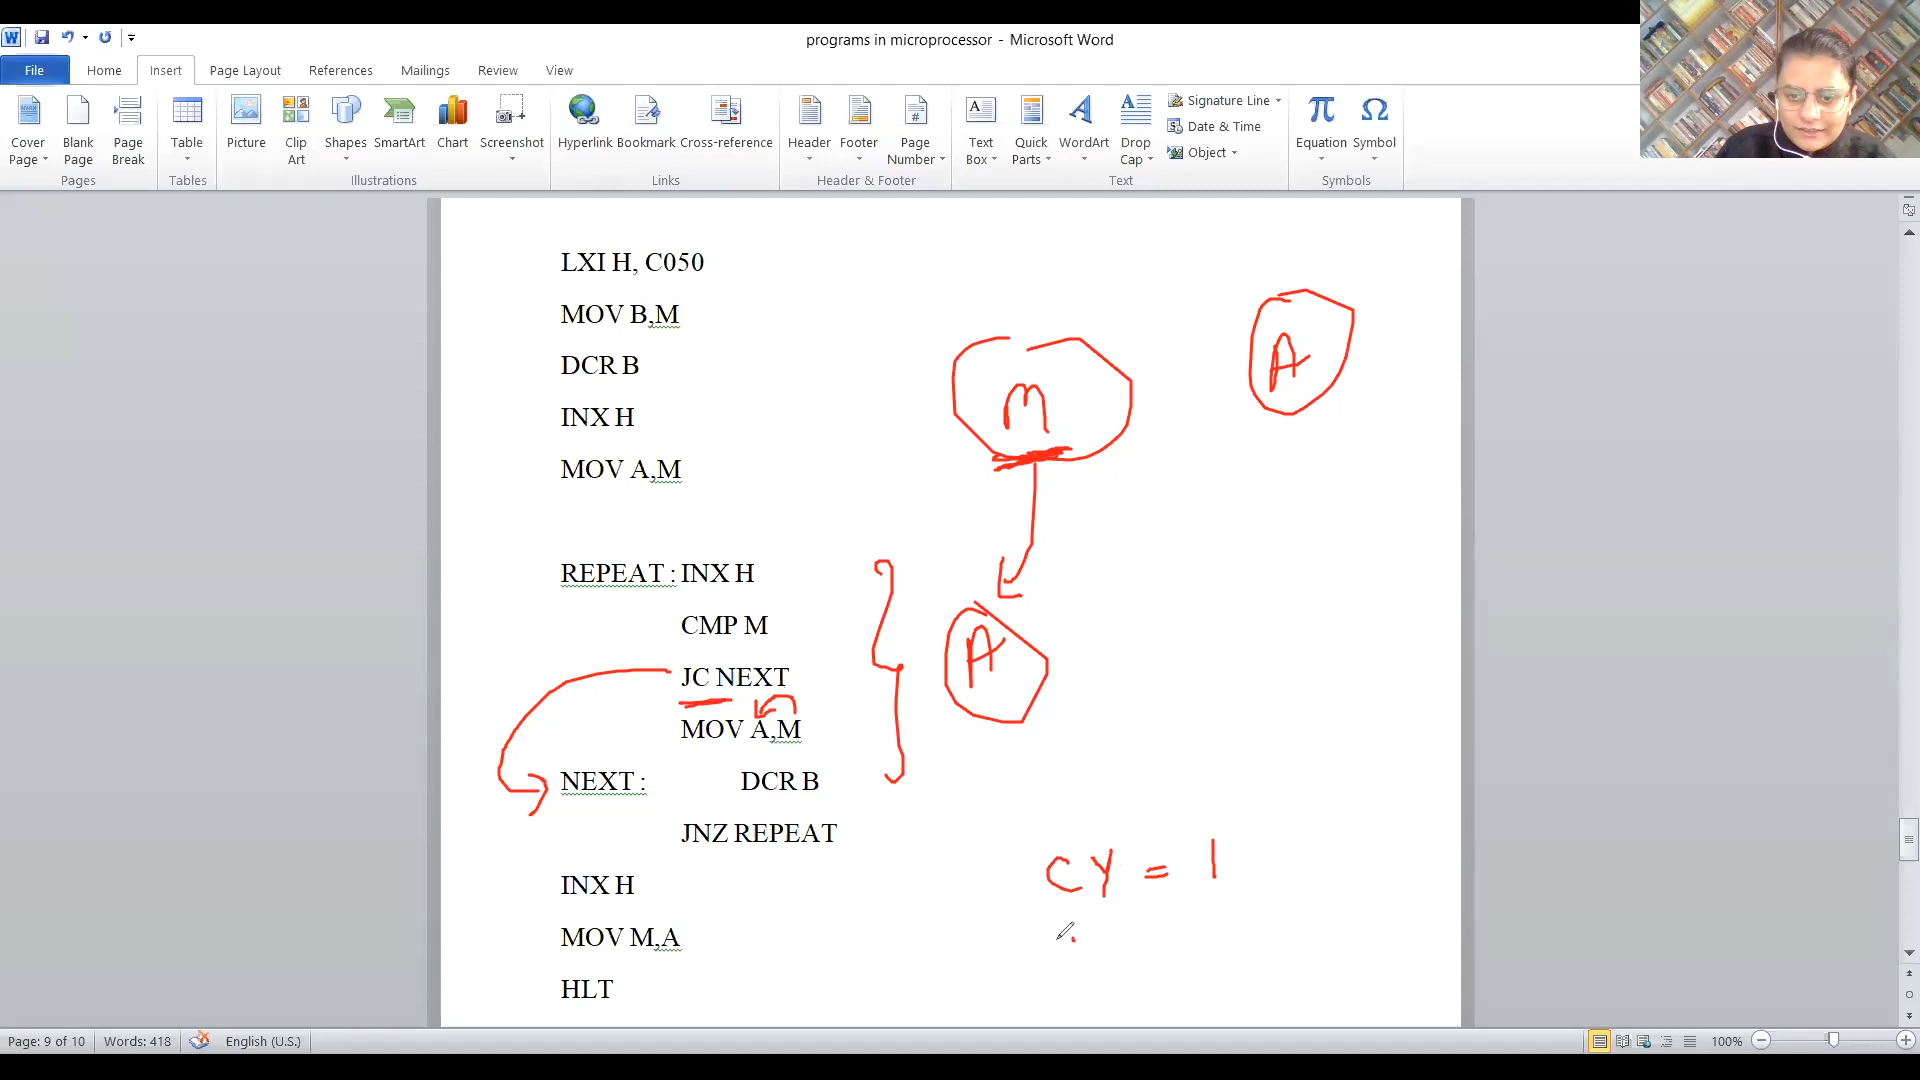 programs in microprocessor - Microsoft Word
File Home Insert Page Layout References Mailings Review View
Cover Page
Blank Page
Page Break
Table
Picture
Clip Art
Shapes
SmartArt
Chart
Screenshot
Hyperlink
Bookmark
Cross-reference
Header
Footer
Page Number
Text Box
Quick Parts
WordArt
Drop Cap
Signature Line
Date & Time
Object
Equation
Symbol
Pages
Tables
Illustrations
Links
Header & Footer
Text
Symbols
LXI H, C050
MOV B,M
DCR B
INX H
MOV A,M
M
A
REPEAT : INX H
CMP M
A
JC NEXT
MOV A,M
NEXT : DCR B
JNZ REPEAT
CY = 1
INX H
MOV M,A
HLT
Page: 9 of 10 Words: 418 English (U.S.) 100%